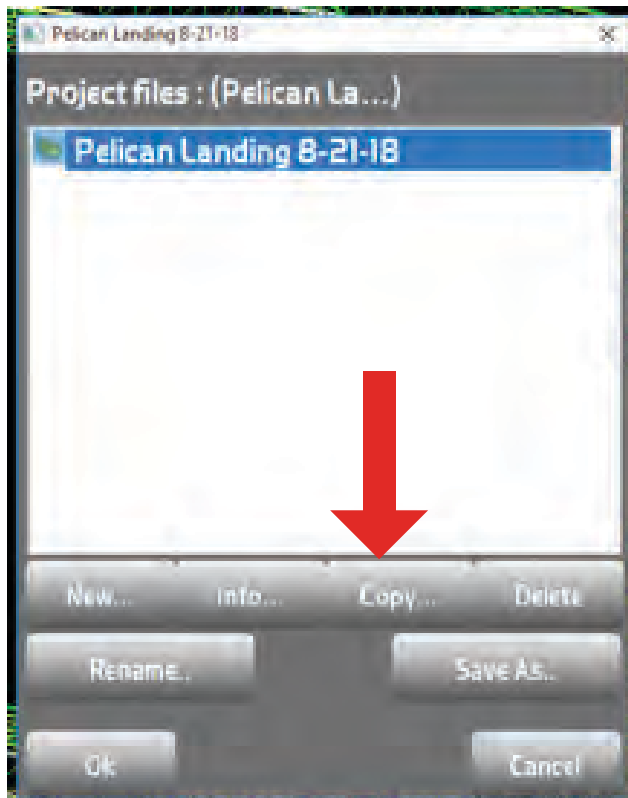 Pelican Landing 8-21-18
Project files : (Pelican La...)
Pelican Landing 8-21-18
New... Info... Copy... Delete
Rename.. Save As..
Ok Cancel